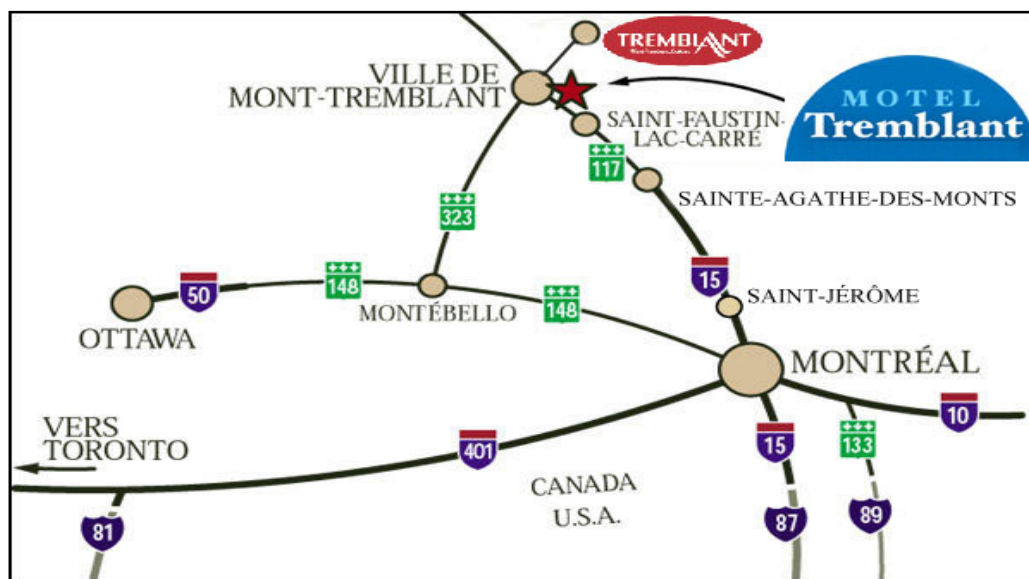 TREMBLANT
VILLE DE
MONT-TREMBLANT
MOTEL
Tremblant
SAINT-FAUSTIN-
LAC-CARRÉ
117
SAINTE-AGATHE-DES-MONTS
323
15
50
148
148
SAINT-JÉRÔME
MONTÉBELLO
OTTAWA
MONTRÉAL
10
VERS
TORONTO
401
15
133
CANADA
U.S.A.
81
87
89